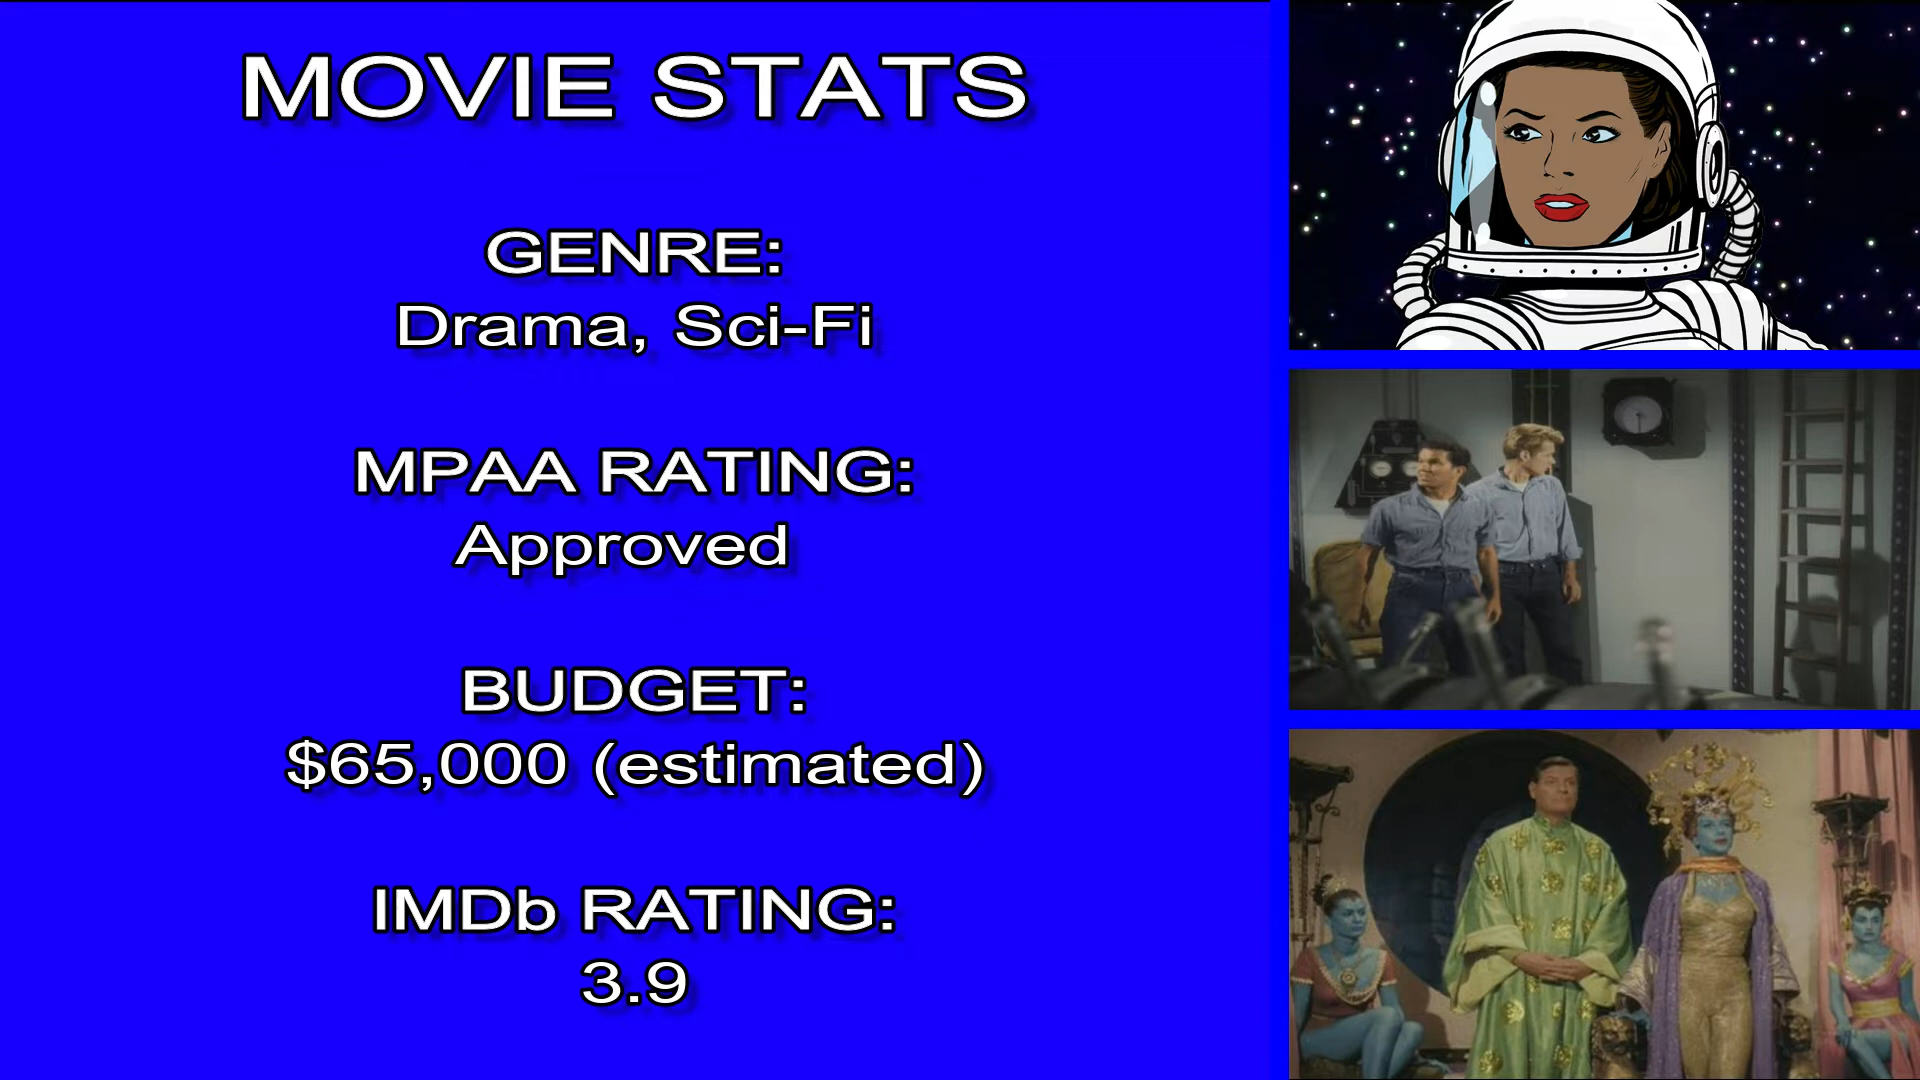 MOVIE STATS
GENRE:
Drama, Sci-Fi
MPAA RATING:
Approved
BUDGET:
$65,000 (estimated)
IMDb RATING:
3.9